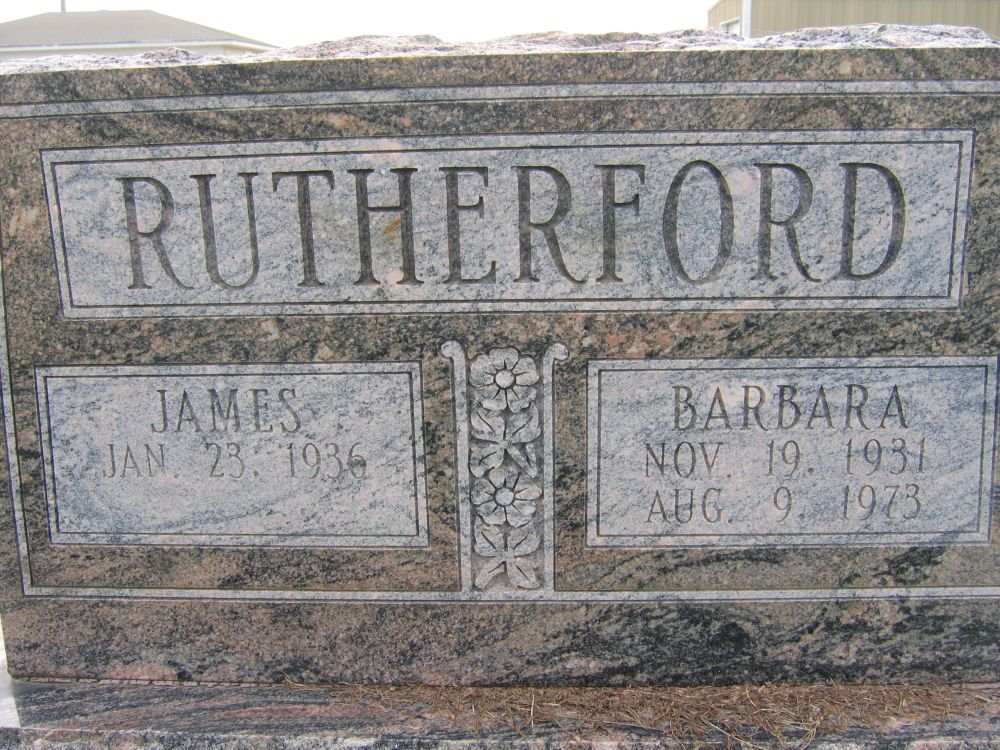 RUTHERFORD
JAMES
JAN. 23. 1936
BARBARA
NOV. 19. 1931
AUG. 9. 1973